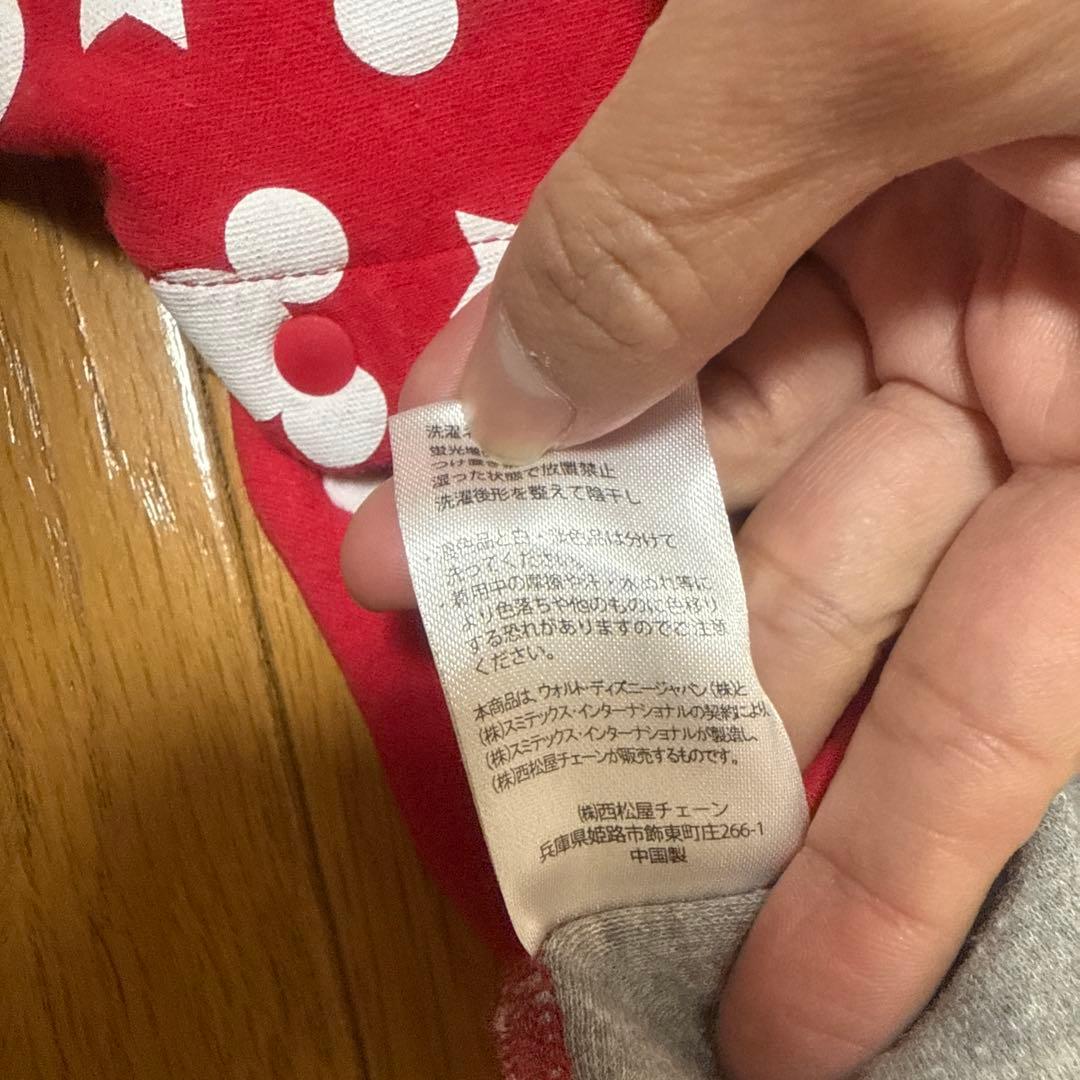 洗濯
蛍光増
つけ置き
湿った状態で放置禁止
洗濯後形を整えて陰干し
・濃色品と白・淡色品は分けて
洗ってください。
・着用中の摩擦や汗・水ぬれ等に
より色落ちや他のものに色移り
する恐れがありますのでご注意
ください。
本商品は、ウォルト・ディズニー・ジャパン(株)と
(株)スミテックス・インターナショナルの契約により、
(株)スミテックス・インターナショナルが製造し、
(株)西松屋チェーンが販売するものです。
(株)西松屋チェーン
兵庫県姫路市飾東町庄266-1
中国製